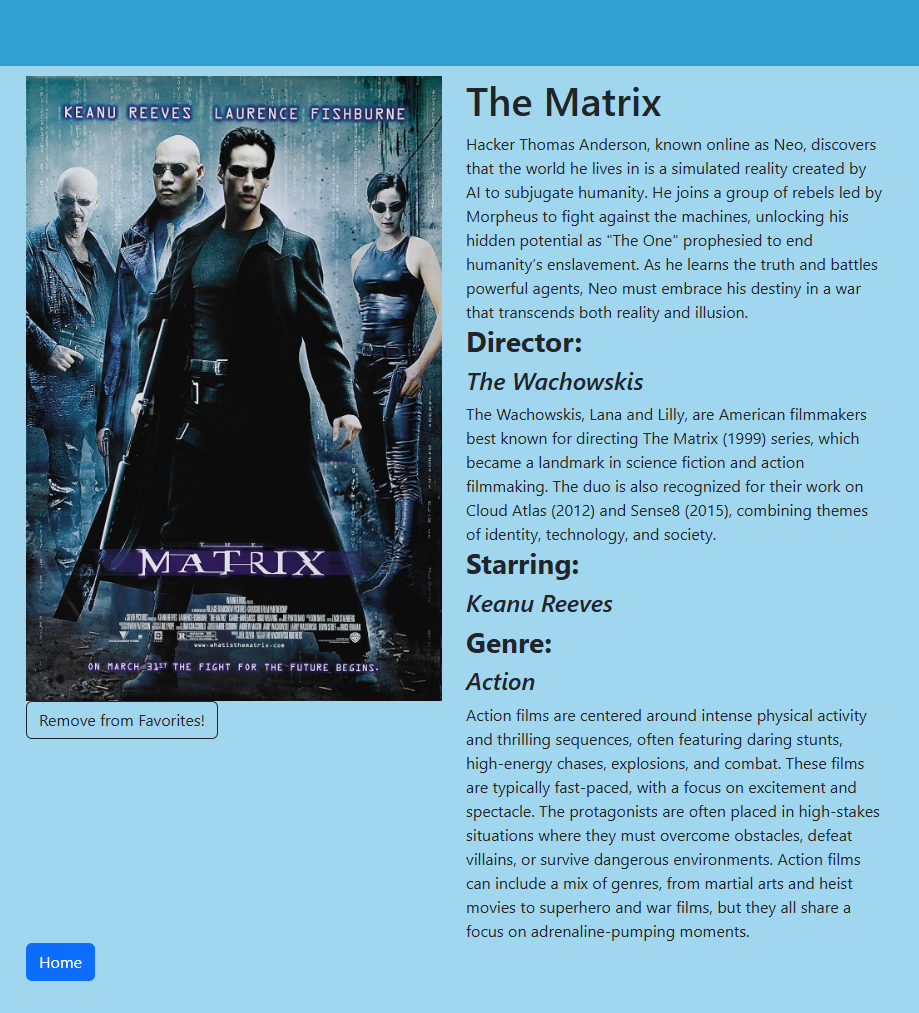 KEANU REEVES LAURENCE FISHBURNE
THE
MATRIX
www.whatisthematrix.com
ON MARCH 31ST THE FIGHT FOR THE FUTURE BEGINS.
Remove from Favorites!
The Matrix
Hacker Thomas Anderson, known online as Neo, discovers
that the world he lives in is a simulated reality created by
AI to subjugate humanity. He joins a group of rebels led by
Morpheus to fight against the machines, unlocking his
hidden potential as "The One" prophesied to end
humanity’s enslavement. As he learns the truth and battles
powerful agents, Neo must embrace his destiny in a war
that transcends both reality and illusion.
Director:
The Wachowskis
The Wachowskis, Lana and Lilly, are American filmmakers
best known for directing The Matrix (1999) series, which
became a landmark in science fiction and action
filmmaking. The duo is also recognized for their work on
Cloud Atlas (2012) and Sense8 (2015), combining themes
of identity, technology, and society.
Starring:
Keanu Reeves
Genre:
Action
Action films are centered around intense physical activity
and thrilling sequences, often featuring daring stunts,
high-energy chases, explosions, and combat. These films
are typically fast-paced, with a focus on excitement and
spectacle. The protagonists are often placed in high-stakes
situations where they must overcome obstacles, defeat
villains, or survive dangerous environments. Action films
can include a mix of genres, from martial arts and heist
movies to superhero and war films, but they all share a
focus on adrenaline-pumping moments.
Home